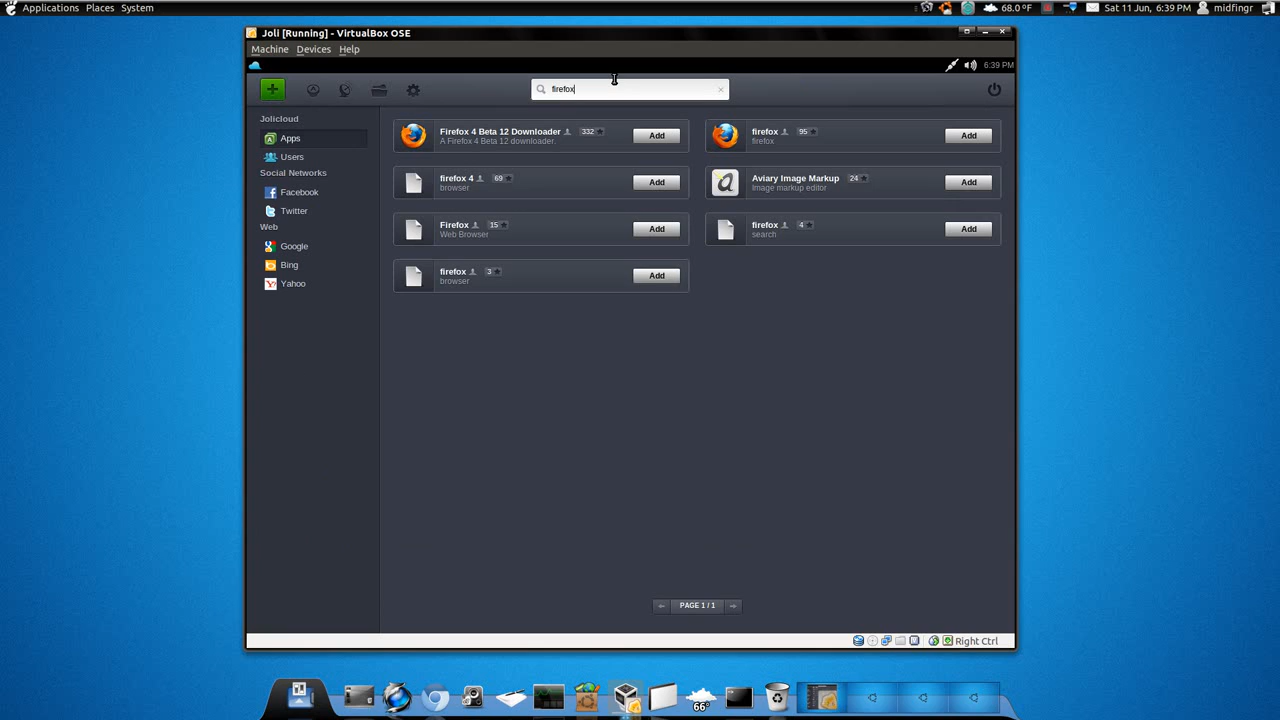 Applications Places System
68.0 °F
Sat 11 Jun, 6:39 PM
midfingr
Joli [Running] - VirtualBox OSE
Machine Devices Help
6:39 PM
firefox
Jolicloud
Apps
Users
Social Networks
Facebook
Twitter
Web
Google
Bing
Yahoo
Firefox 4 Beta 12 Downloader 332
A Firefox 4 Beta 12 downloader.
Add
firefox 95
firefox
Add
firefox 4 69
browser
Add
Aviary Image Markup 24
Image markup editor
Add
Firefox 15
Web Browser
Add
firefox 4
search
Add
firefox 3
browser
Add
PAGE 1 / 1
Right Ctrl
66°